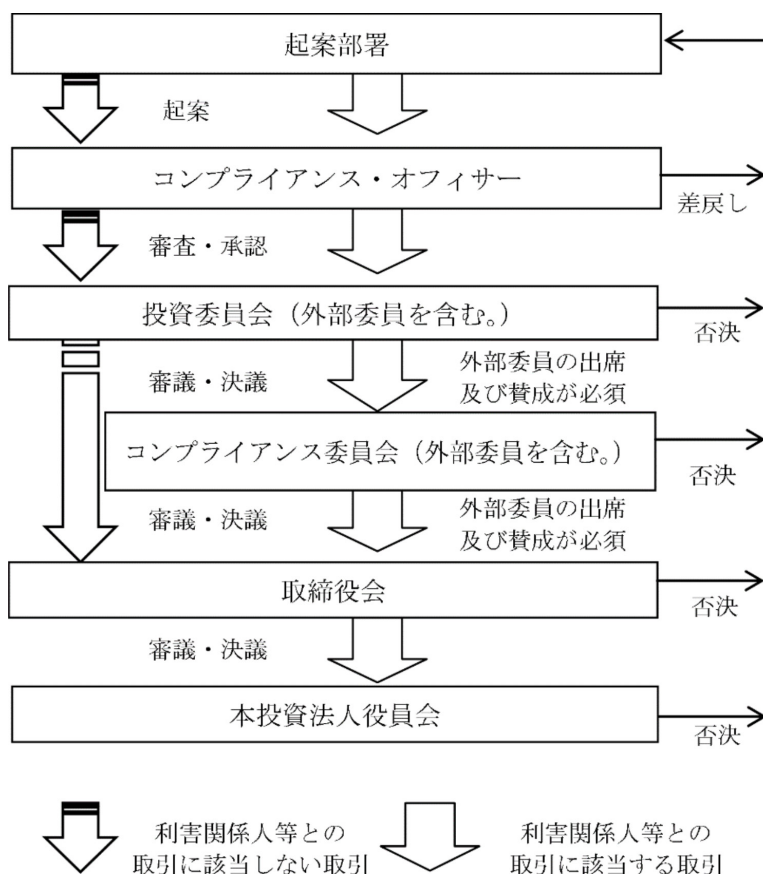 起案部署
起案
コンプライアンス・オフィサー
差戻し
審査・承認
投資委員会（外部委員を含む。）
否決
審議・決議
外部委員の出席
及び賛成が必須
コンプライアンス委員会（外部委員を含む。）
否決
審議・決議
外部委員の出席
及び賛成が必須
取締役会
否決
審議・決議
本投資法人役員会
否決
利害関係人等との
取引に該当しない取引
利害関係人等との
取引に該当する取引